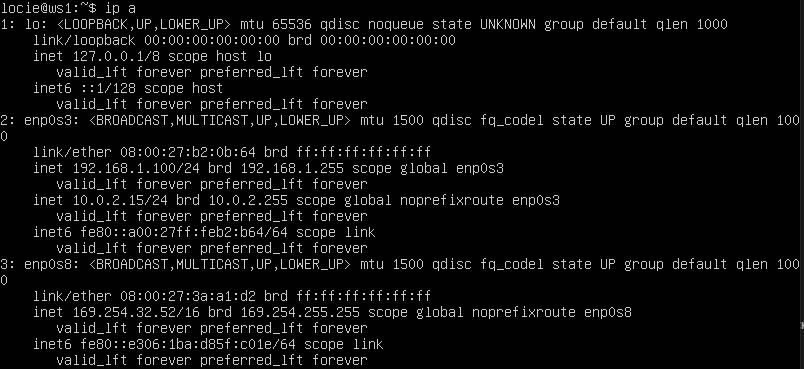 locie@ws1:~$ ip a
1: lo: <LOOPBACK,UP,LOWER_UP> mtu 65536 qdisc noqueue state UNKNOWN group default qlen 1000
    link/loopback 00:00:00:00:00:00 brd 00:00:00:00:00:00
    inet 127.0.0.1/8 scope host lo
       valid_lft forever preferred_lft forever
    inet6 ::1/128 scope host
       valid_lft forever preferred_lft forever
2: enp0s3: <BROADCAST,MULTICAST,UP,LOWER_UP> mtu 1500 qdisc fq_codel state UP group default qlen 100
0
    link/ether 08:00:27:b2:0b:64 brd ff:ff:ff:ff:ff:ff
    inet 192.168.1.100/24 brd 192.168.1.255 scope global enp0s3
       valid_lft forever preferred_lft forever
    inet 10.0.2.15/24 brd 10.0.2.255 scope global noprefixroute enp0s3
       valid_lft forever preferred_lft forever
    inet6 fe80::a00:27ff:feb2:b64/64 scope link
       valid_lft forever preferred_lft forever
3: enp0s8: <BROADCAST,MULTICAST,UP,LOWER_UP> mtu 1500 qdisc fq_codel state UP group default qlen 100
0
    link/ether 08:00:27:3a:a1:d2 brd ff:ff:ff:ff:ff:ff
    inet 169.254.32.52/16 brd 169.254.255.255 scope global noprefixroute enp0s8
       valid_lft forever preferred_lft forever
    inet6 fe80::e306:1ba:d85f:c01e/64 scope link
       valid_lft forever preferred_lft forever